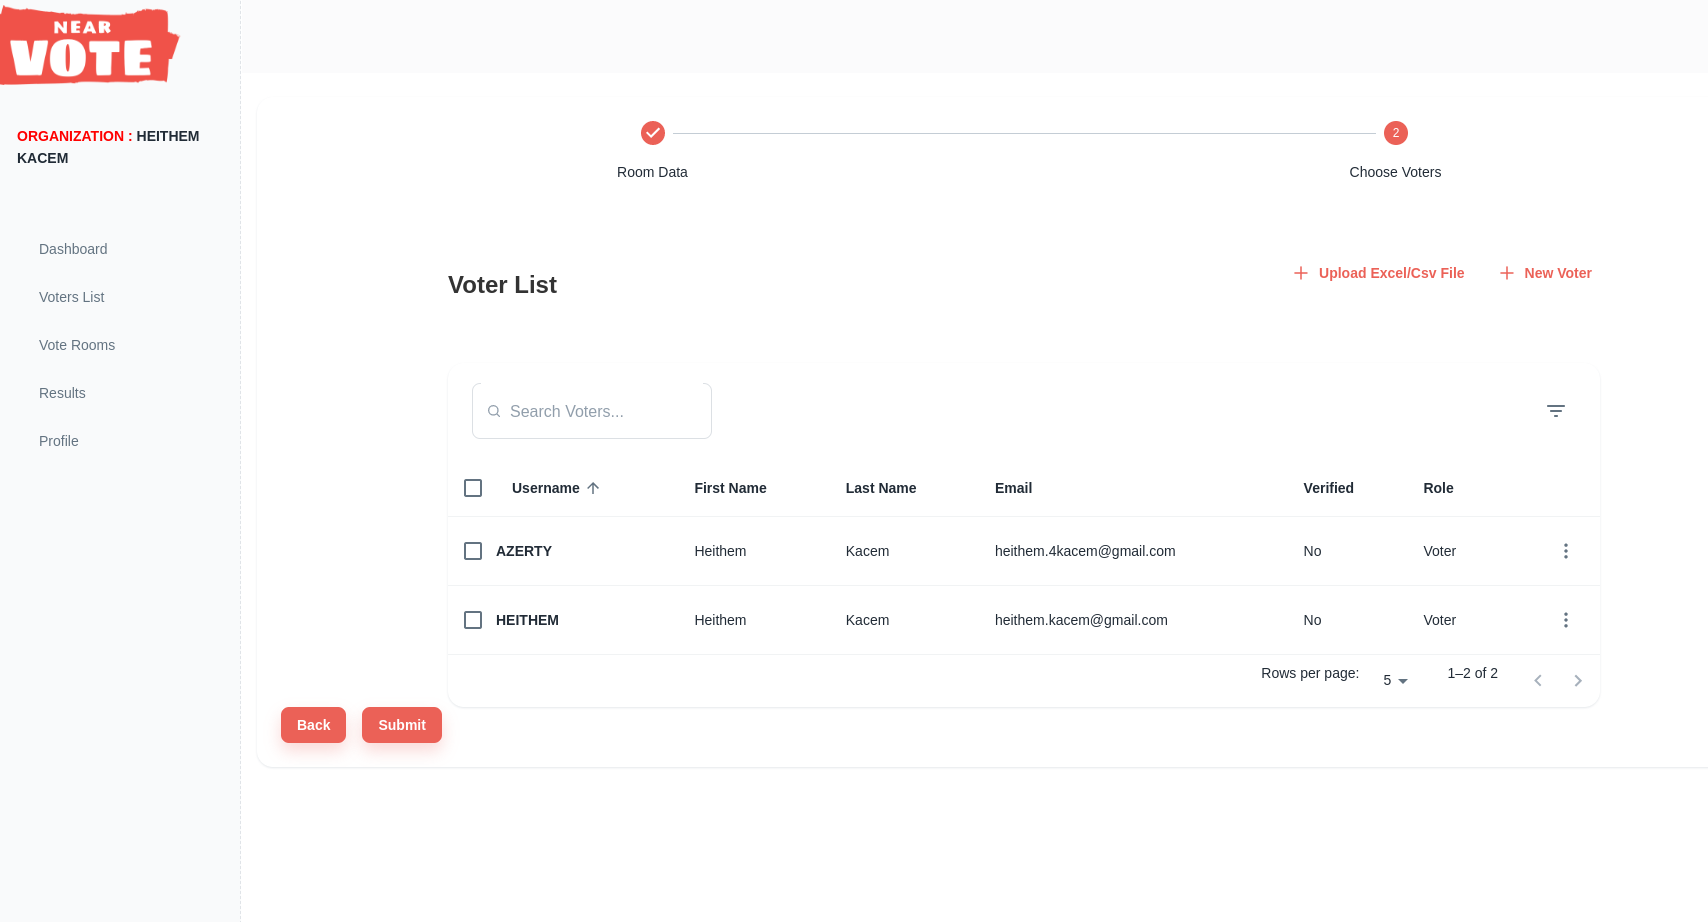 NEAR
VOTE
ORGANIZATION : HEITHEM
KACEM
Dashboard
Voters List
Vote Rooms
Results
Profile
2
Room Data Choose Voters
Voter List Upload Excel/Csv File New Voter
Search Voters...
Username First Name Last Name Email Verified Role
AZERTY Heithem Kacem heithem.4kacem@gmail.com No Voter
HEITHEM Heithem Kacem heithem.kacem@gmail.com No Voter
Rows per page: 5 1–2 of 2
Back Submit